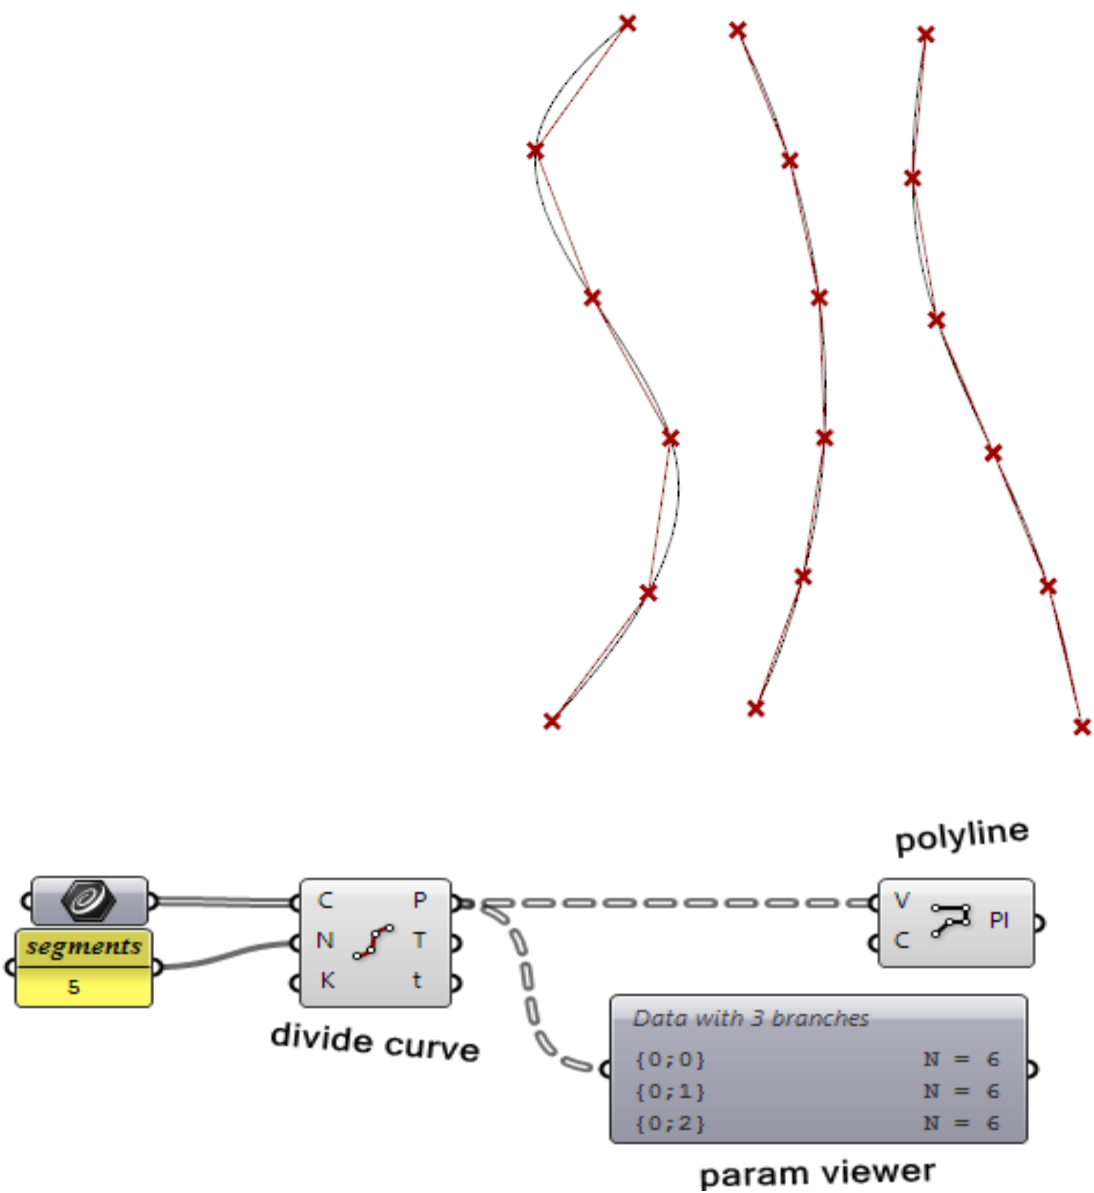 polyline
segments
5
C
N
K
P
T
t
V
C
Pl
divide curve
Data with 3 branches
{0;0} N = 6
{0;1} N = 6
{0;2} N = 6
param viewer